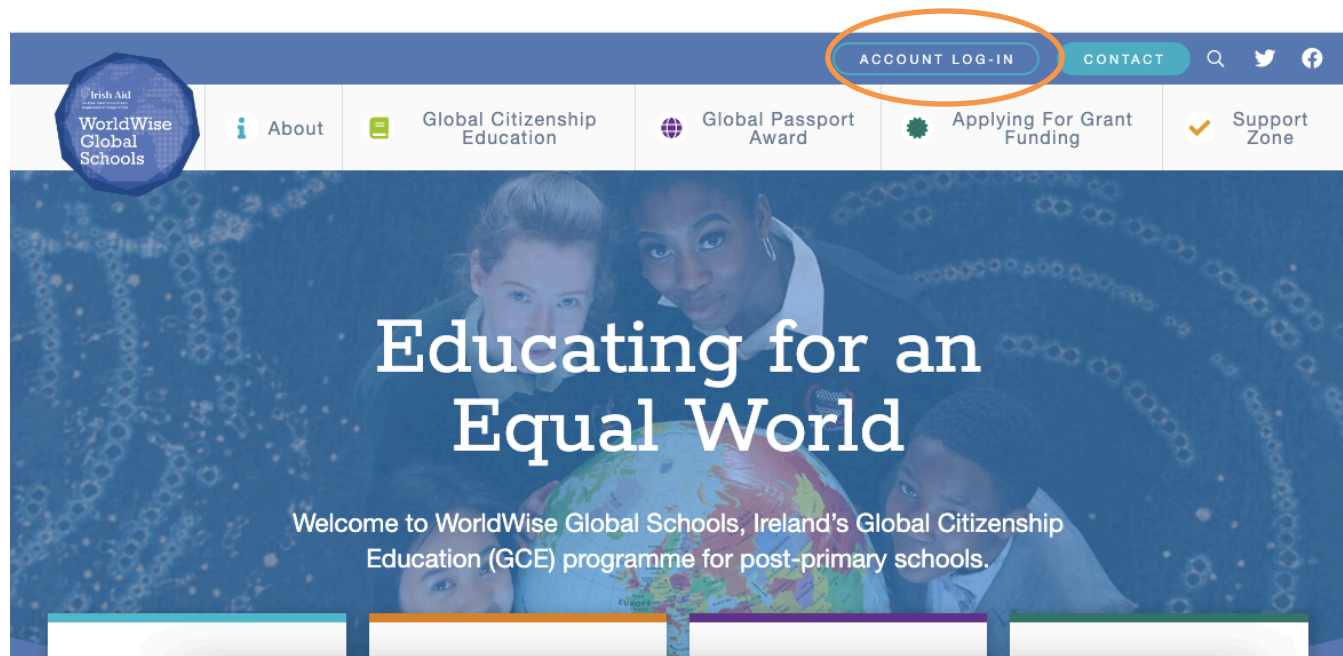 ACCOUNT LOG-IN
CONTACT
Irish Aid
WorldWise
Global
Schools
About
Global Citizenship
Education
Global Passport
Award
Applying For Grant
Funding
Support
Zone
Educating for an
Equal World
Welcome to WorldWise Global Schools, Ireland's Global Citizenship
Education (GCE) programme for post-primary schools.
EUROPE